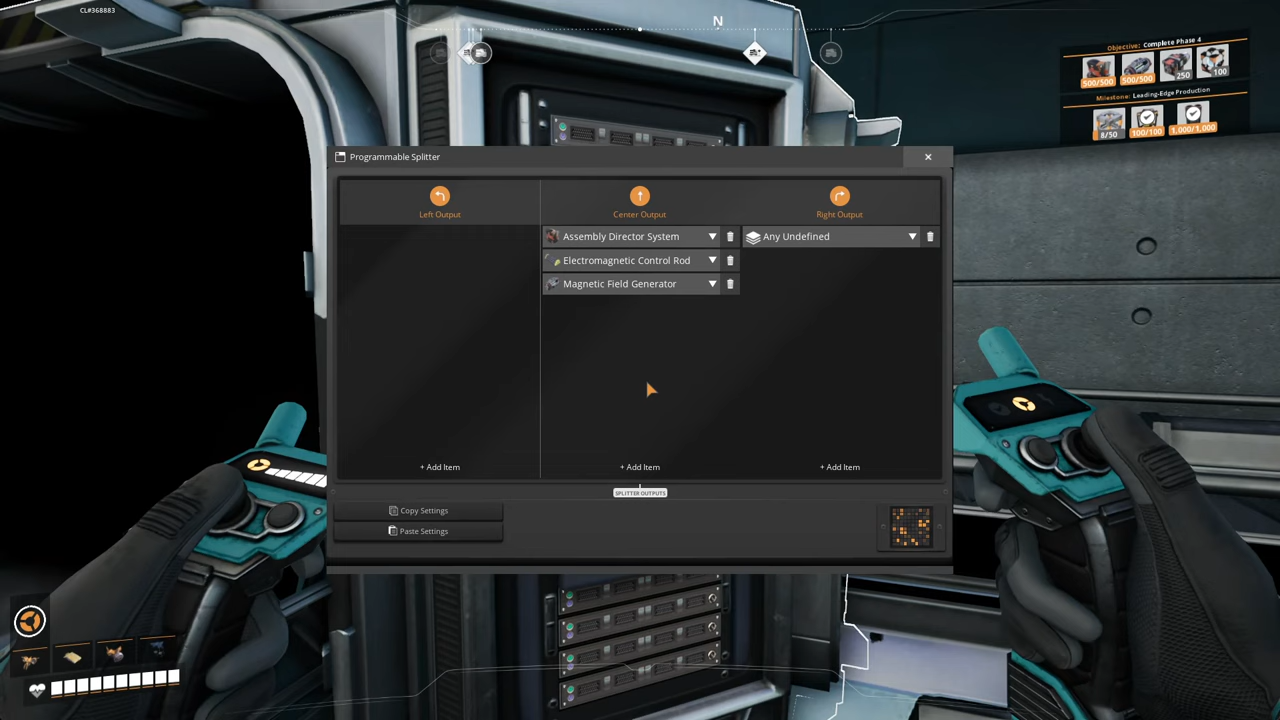 CL#368883
N
Objective: Complete Phase 4
500/500
500/500
250
100
Milestone: Leading-Edge Production
8/50
100/100
1,000/1,000
Programmable Splitter
Left Output
Center Output
Right Output
Assembly Director System
Any Undefined
Electromagnetic Control Rod
Magnetic Field Generator
+ Add Item
+ Add Item
+ Add Item
SPLITTER OUTPUTS
Copy Settings
Paste Settings